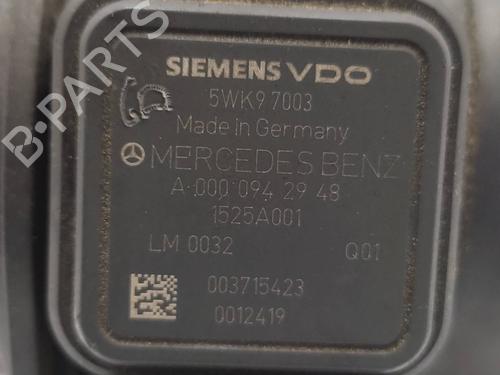 SIEMENS VDO
5WK9 7003
Made in Germany
MERCEDES BENZ
A 000 094 29 48
1525A001
LM 0032 Q01
003715423
0012419